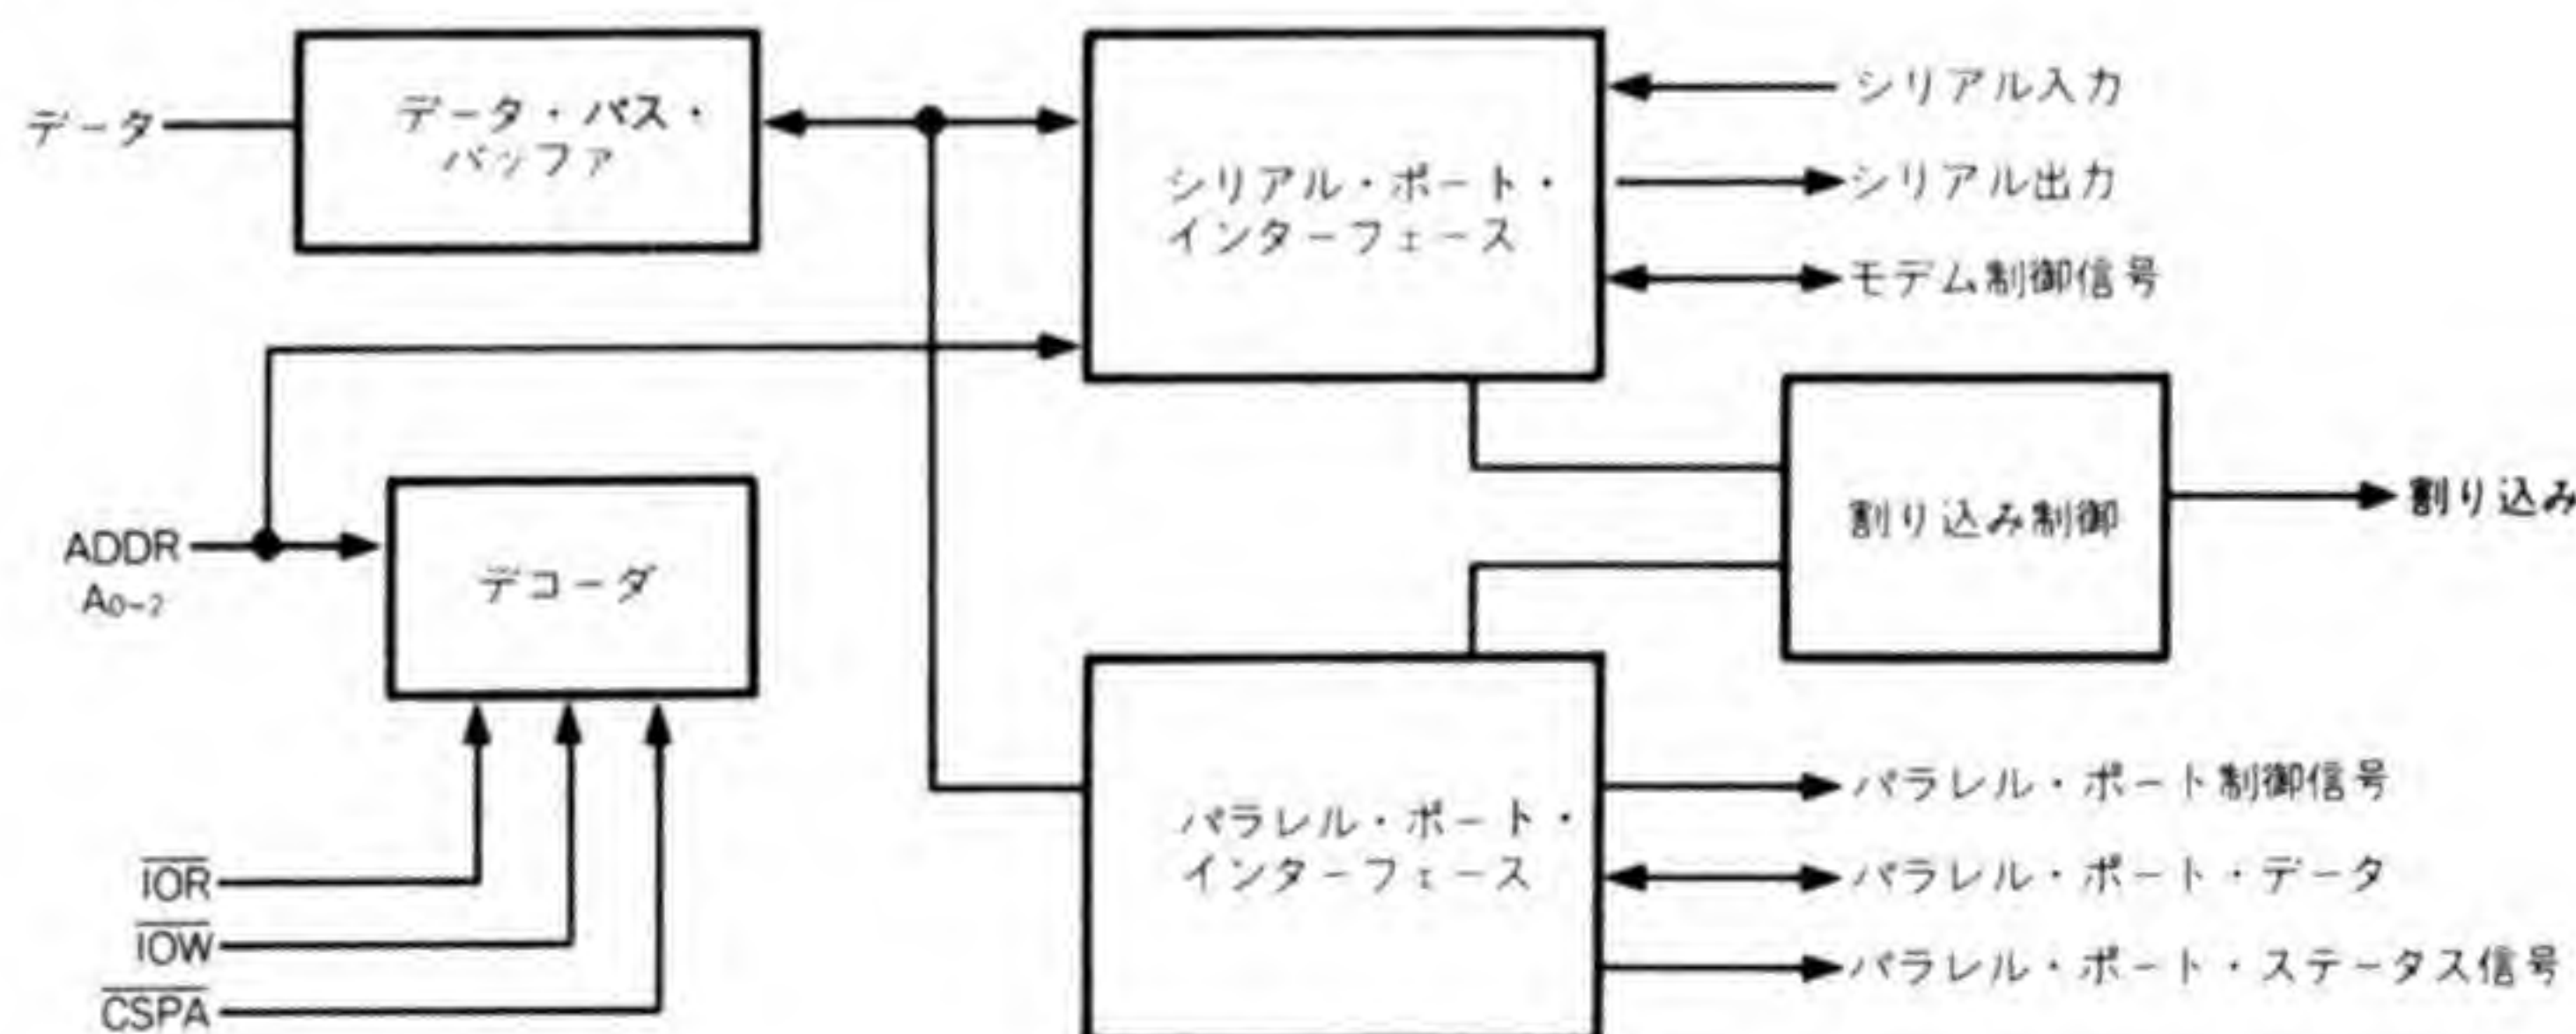 データ
データ・バス・
バッファ
シリアル・ポート・
インターフェース
シリアル入力
シリアル出力
モデム制御信号
ADDR
A0-2
デコーダ
割り込み制御
割り込み
IOR
IOW
CSPA
パラレル・ポート・
インターフェース
パラレル・ポート制御信号
パラレル・ポート・データ
パラレル・ポート・ステータス信号